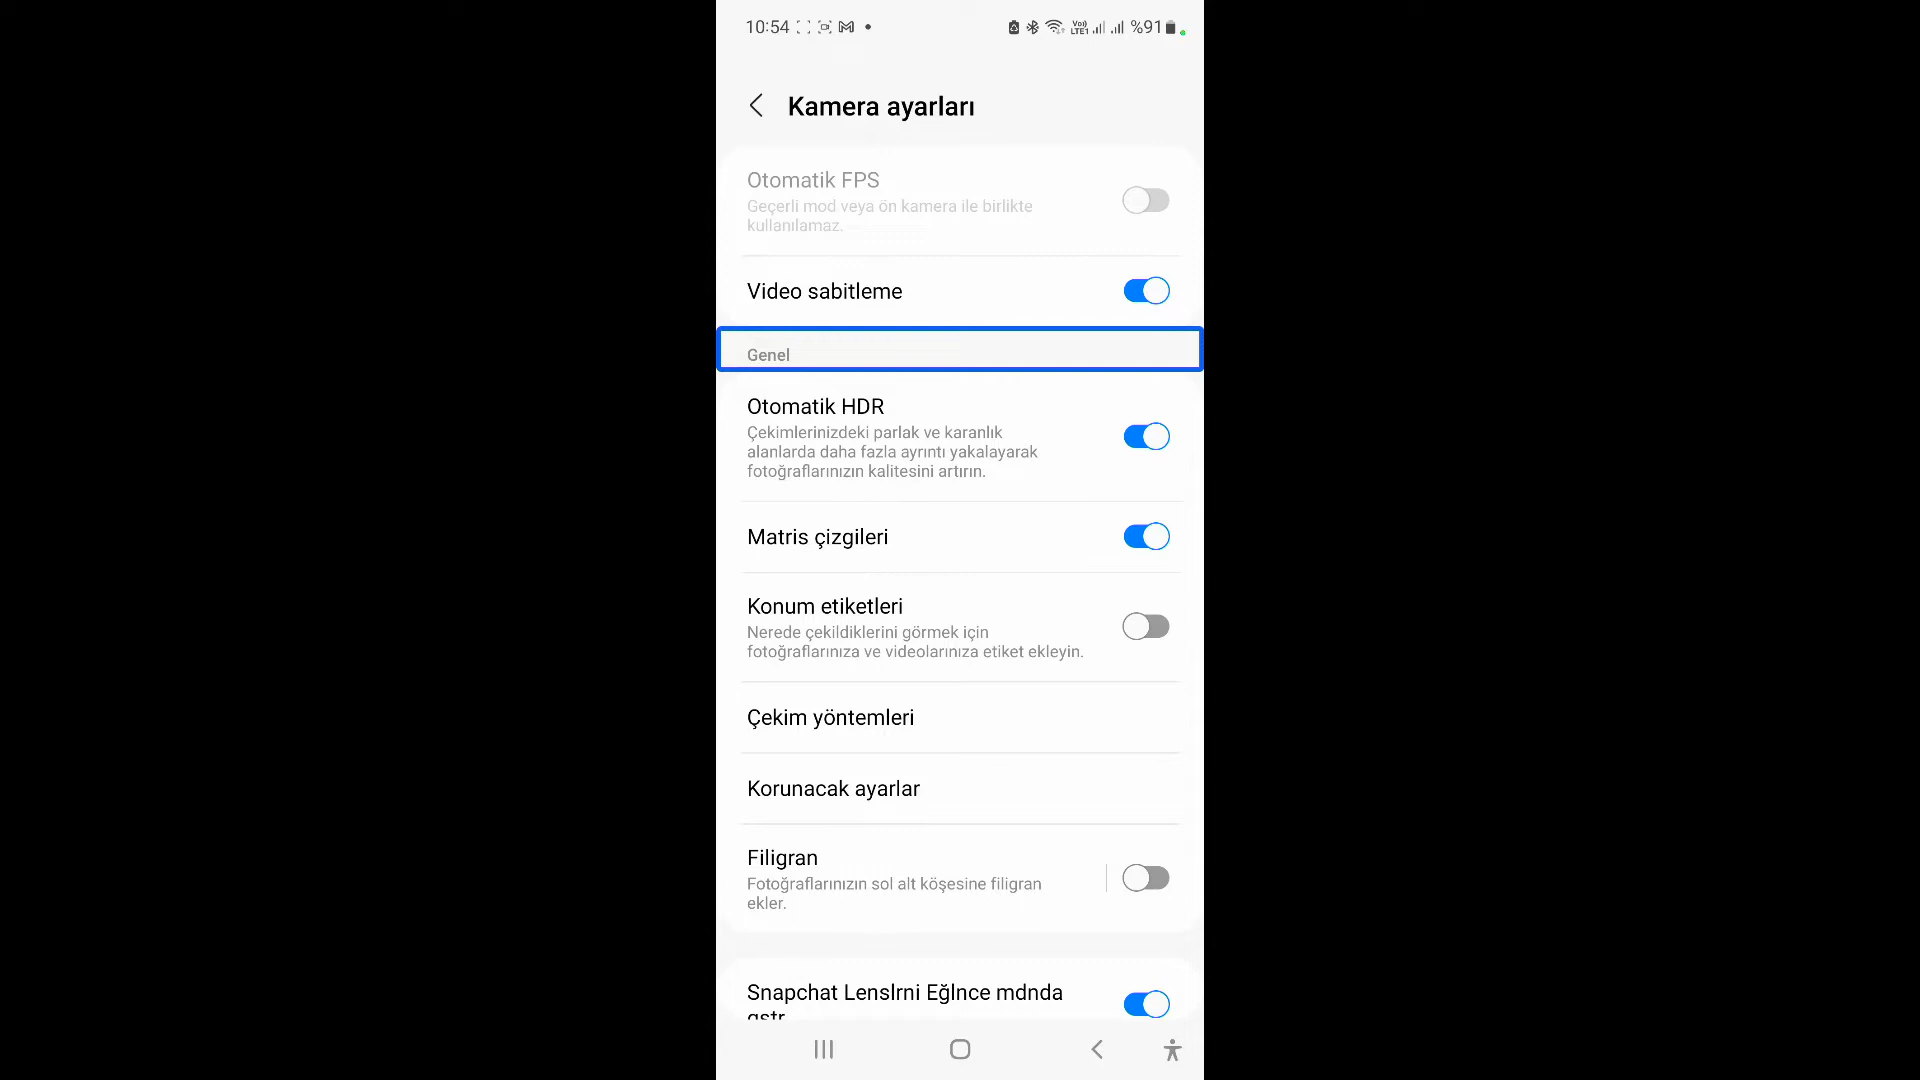 10:54 %91
Kamera ayarları
Otomatik FPS
Geçerli mod veya ön kamera ile birlikte
kullanılamaz.
Video sabitleme
Genel
Otomatik HDR
Çekimlerinizdeki parlak ve karanlık
alanlarda daha fazla ayrıntı yakalayarak
fotoğraflarınızın kalitesini artırın.
Matris çizgileri
Konum etiketleri
Nerede çekildiklerini görmek için
fotoğraflarınıza ve videolarınıza etiket ekleyin.
Çekim yöntemleri
Korunacak ayarlar
Filigran
Fotoğraflarınızın sol alt köşesine filigran
ekler.
Snapchat Lenslrni Eğlnce mdnda